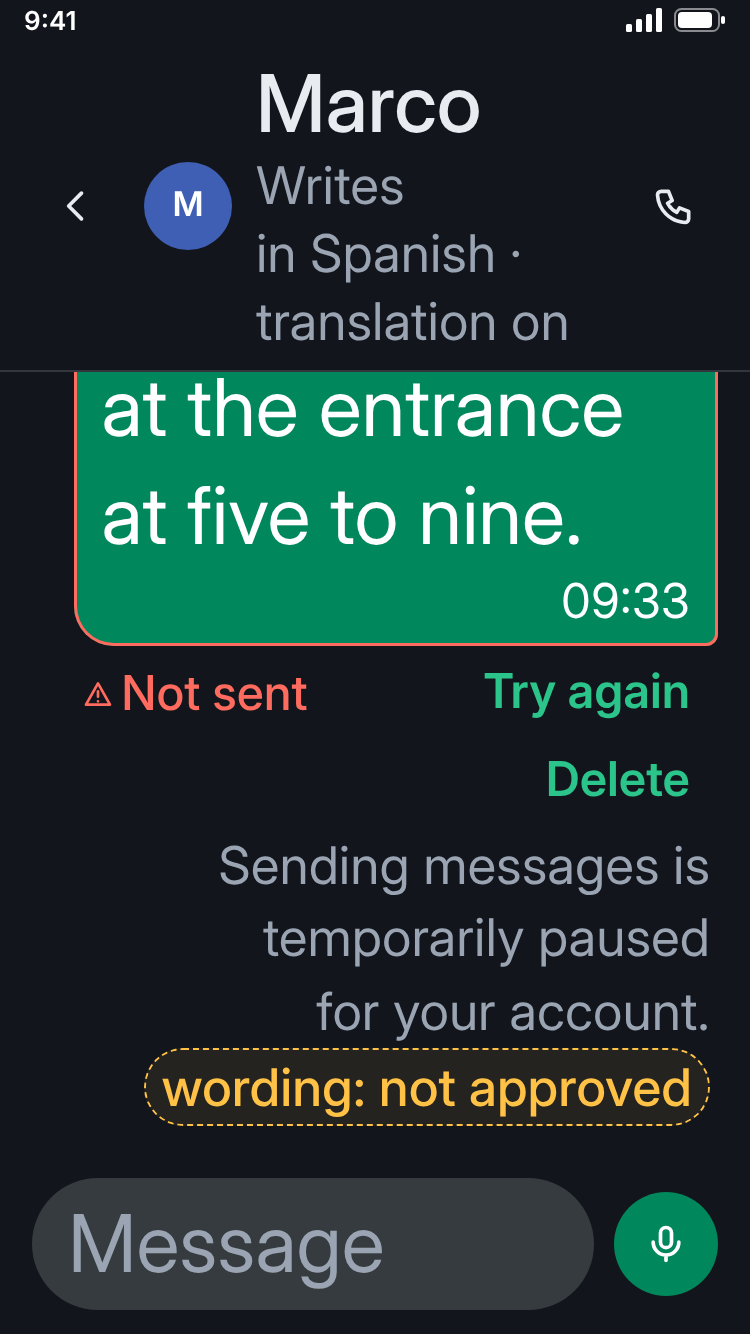 9:41
Marco
M
Writes
in Spanish ·
translation on
at the entrance
at five to nine.
09:33
Not sent
Try again
Delete
Sending messages is
temporarily paused
for your account.
wording: not approved
Message